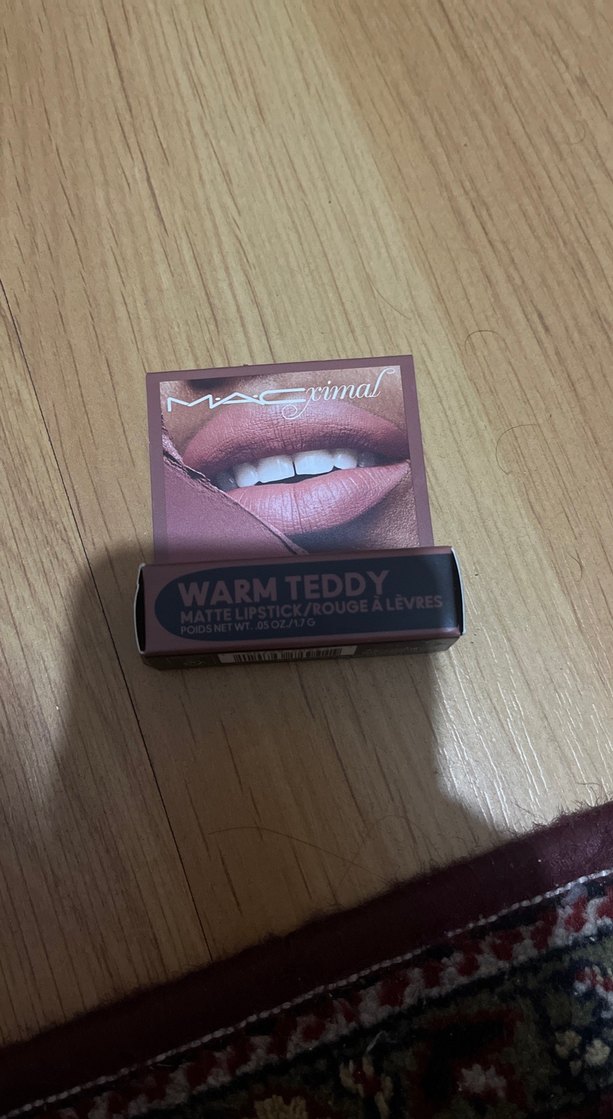 M·A·Cximal
WARM TEDDY
MATTE LIPSTICK/ROUGE À LÈVRES
POIDS NET WT. .05 OZ./1.7 G